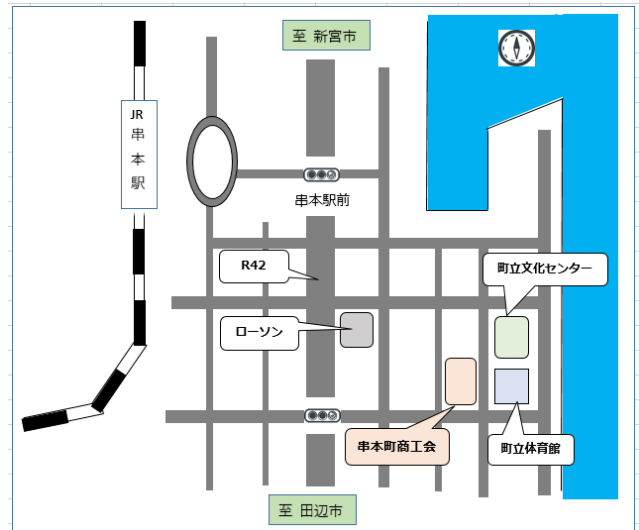 至 新宮市
JR
串
本
駅
串本駅前
R42
町立文化センター
ローソン
串本町商工会
町立体育館
至 田辺市